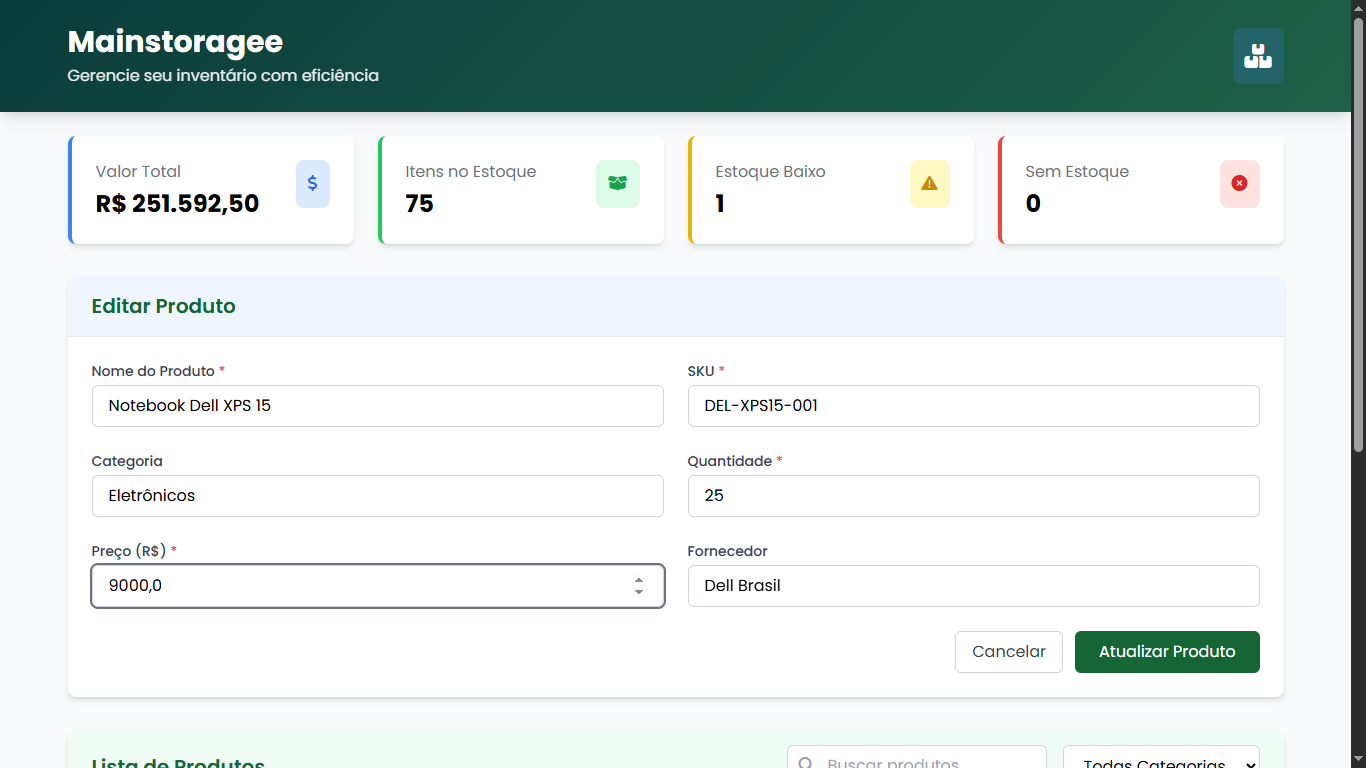 Mainstoragee
Gerencie seu inventário com eficiência
Valor Total
R$ 251.592,50
$
Itens no Estoque
75
Estoque Baixo
1
Sem Estoque
0
Editar Produto
Nome do Produto *
Notebook Dell XPS 15
SKU *
DEL-XPS15-001
Categoria
Eletrônicos
Quantidade *
25
Preço (R$) *
9000,0
Fornecedor
Dell Brasil
Cancelar
Atualizar Produto
Lista de Produtos
Buscar produtos
Todas Categorias